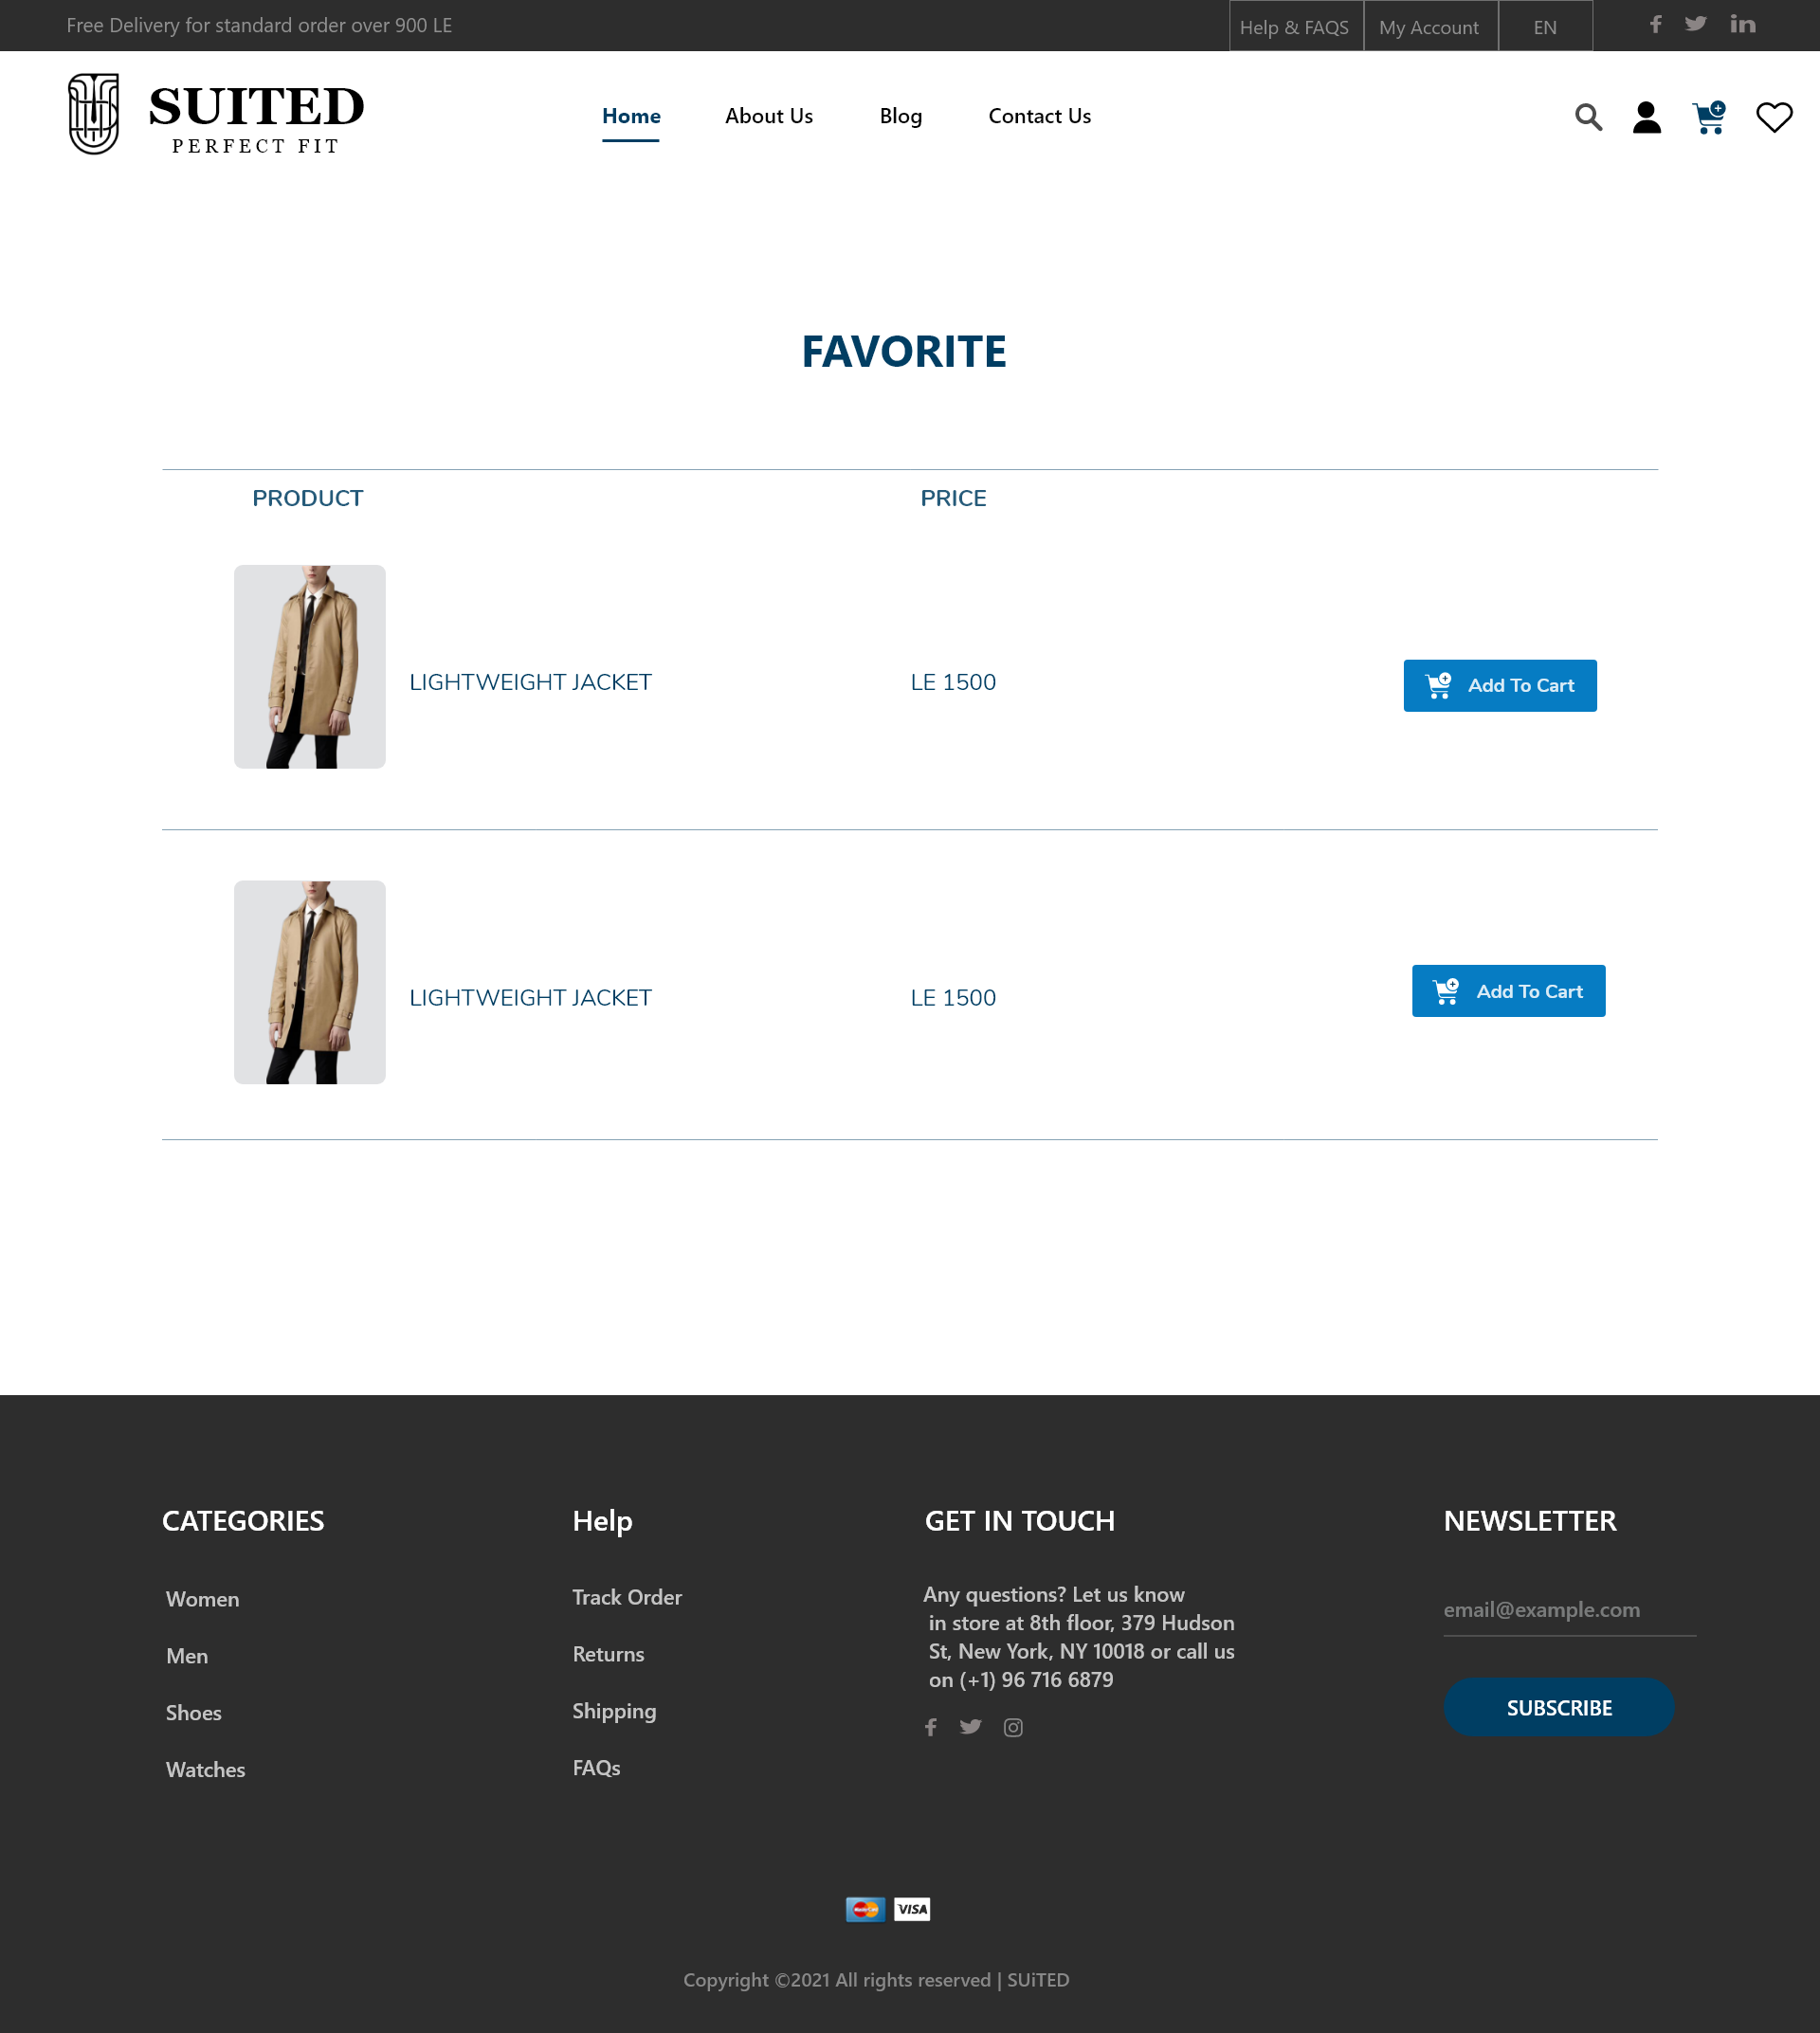 Free Delivery for standard order over 900 LE
Help & FAQS
My Account
EN
SUITED
PERFECT FIT
Home
About Us
Blog
Contact Us
FAVORITE
PRODUCT
PRICE
LIGHTWEIGHT JACKET
LE 1500
Add To Cart
LIGHTWEIGHT JACKET
LE 1500
Add To Cart
CATEGORIES
Women
Men
Shoes
Watches
Help
Track Order
Returns
Shipping
FAQs
GET IN TOUCH
Any questions? Let us know
in store at 8th floor, 379 Hudson
St, New York, NY 10018 or call us
on (+1) 96 716 6879
NEWSLETTER
email@example.com
SUBSCRIBE
MasterCard
VISA
Copyright ©2021 All rights reserved | SUiTED